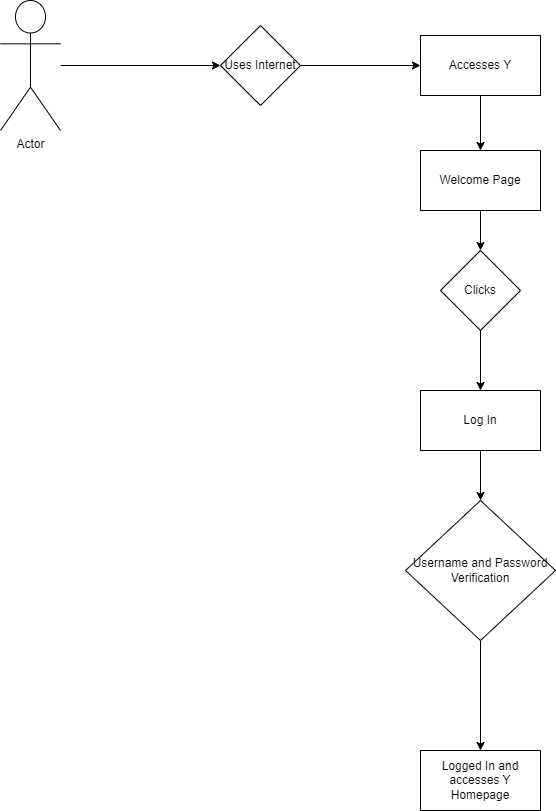 Uses Internet
Accesses Y
Actor
Welcome Page
Clicks
Log In
Username and Password
Verification
Logged In and
accesses Y
Homepage